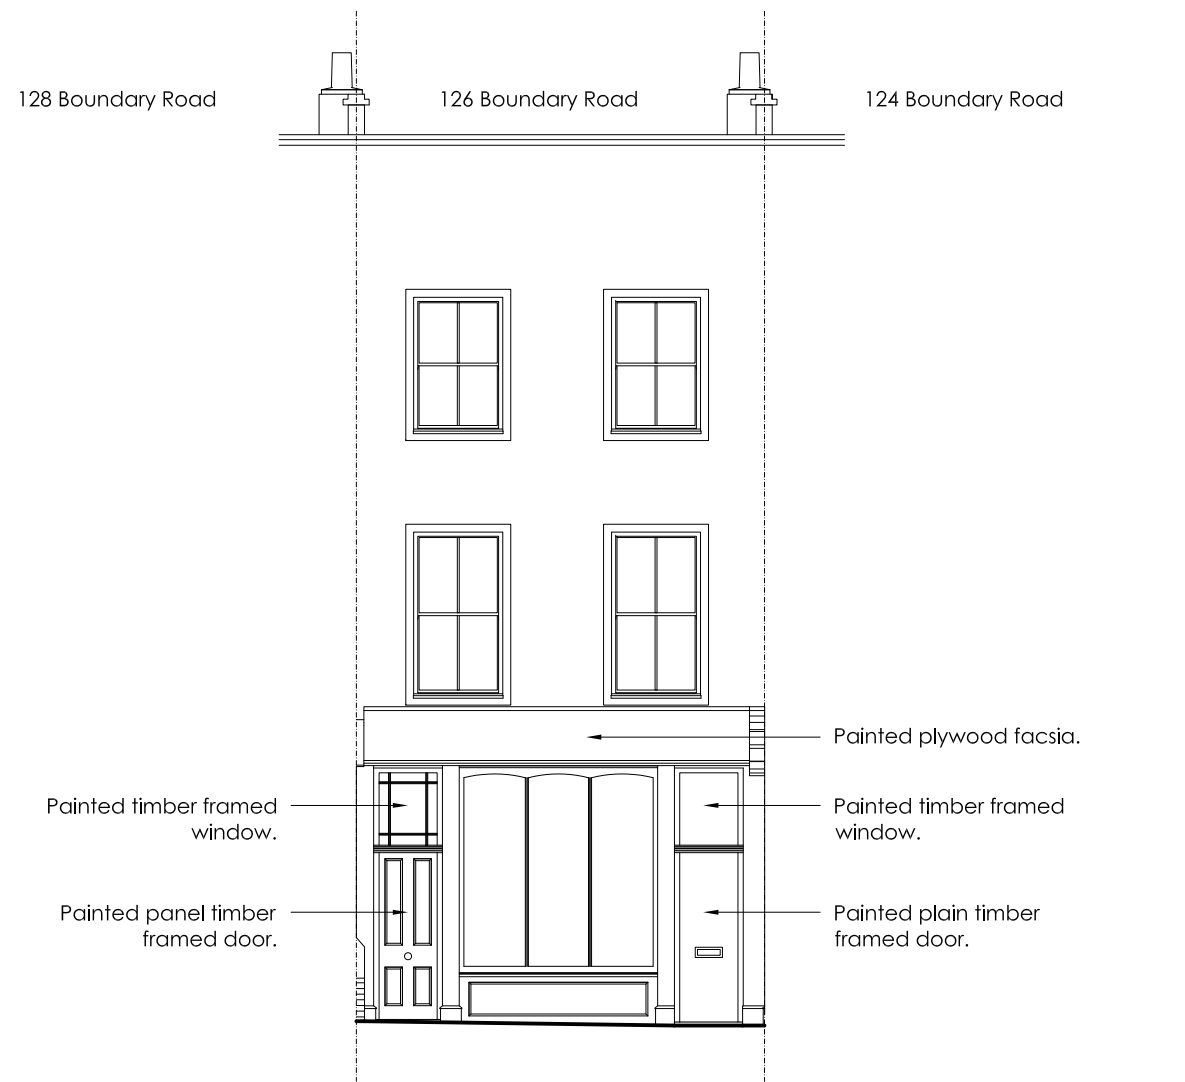 128 Boundary Road
126 Boundary Road
124 Boundary Road
Painted plywood facsia.
Painted timber framed
window.
Painted timber framed
window.
Painted panel timber
framed door.
Painted plain timber
framed door.